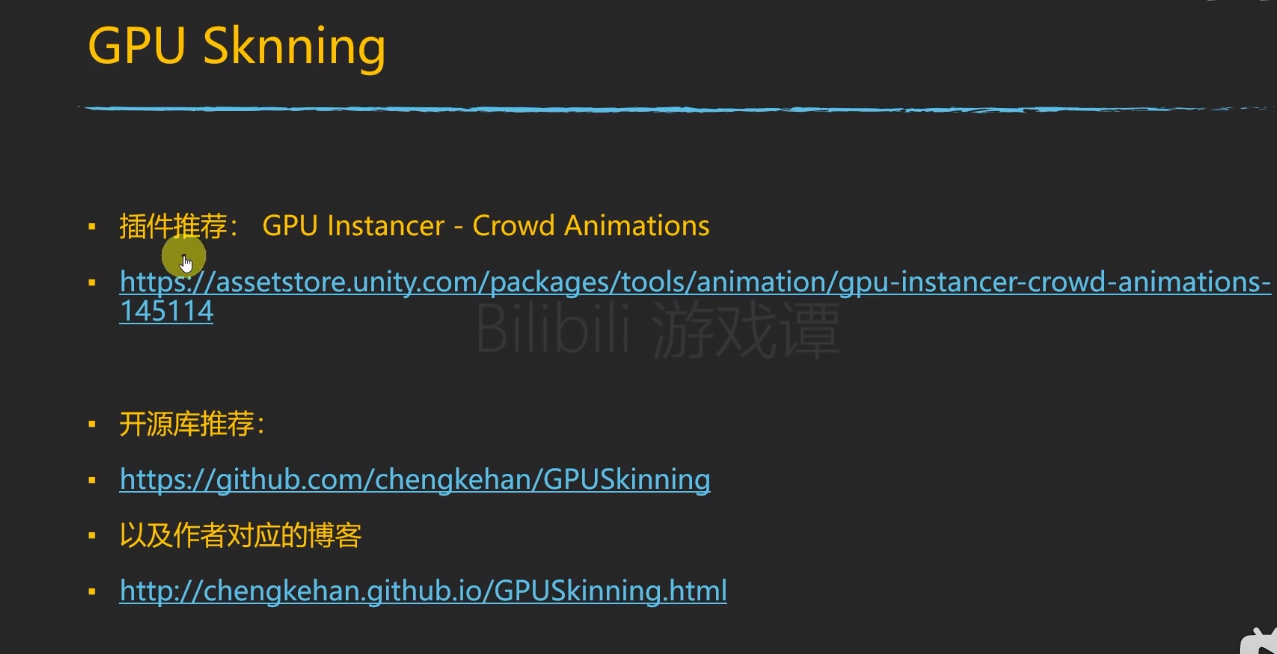 GPU Sknning
▪ 插件推荐： GPU Instancer - Crowd Animations
▪ https://assetstore.unity.com/packages/tools/animation/gpu-instancer-crowd-animations-
145114
Bilibili 游戏谭
▪ 开源库推荐：
▪ https://github.com/chengkehan/GPUSkinning
▪ 以及作者对应的博客
▪ http://chengkehan.github.io/GPUSkinning.html